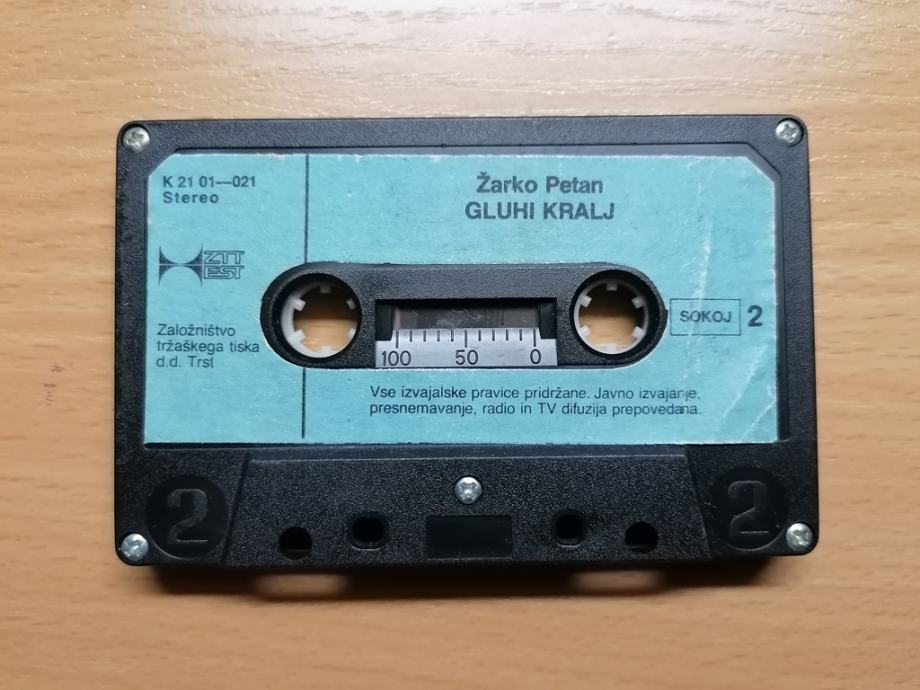 K 21 01—021
Stereo
Žarko Petan
GLUHI KRALJ
ZTT
EST
SOKOJ 2
Založništvo
tržaškega tiska
d.d. Trst
100 50 0
Vse izvajalske pravice pridržane. Javno izvajanje,
presnemavanje, radio in TV difuzija prepovedana.
2 2